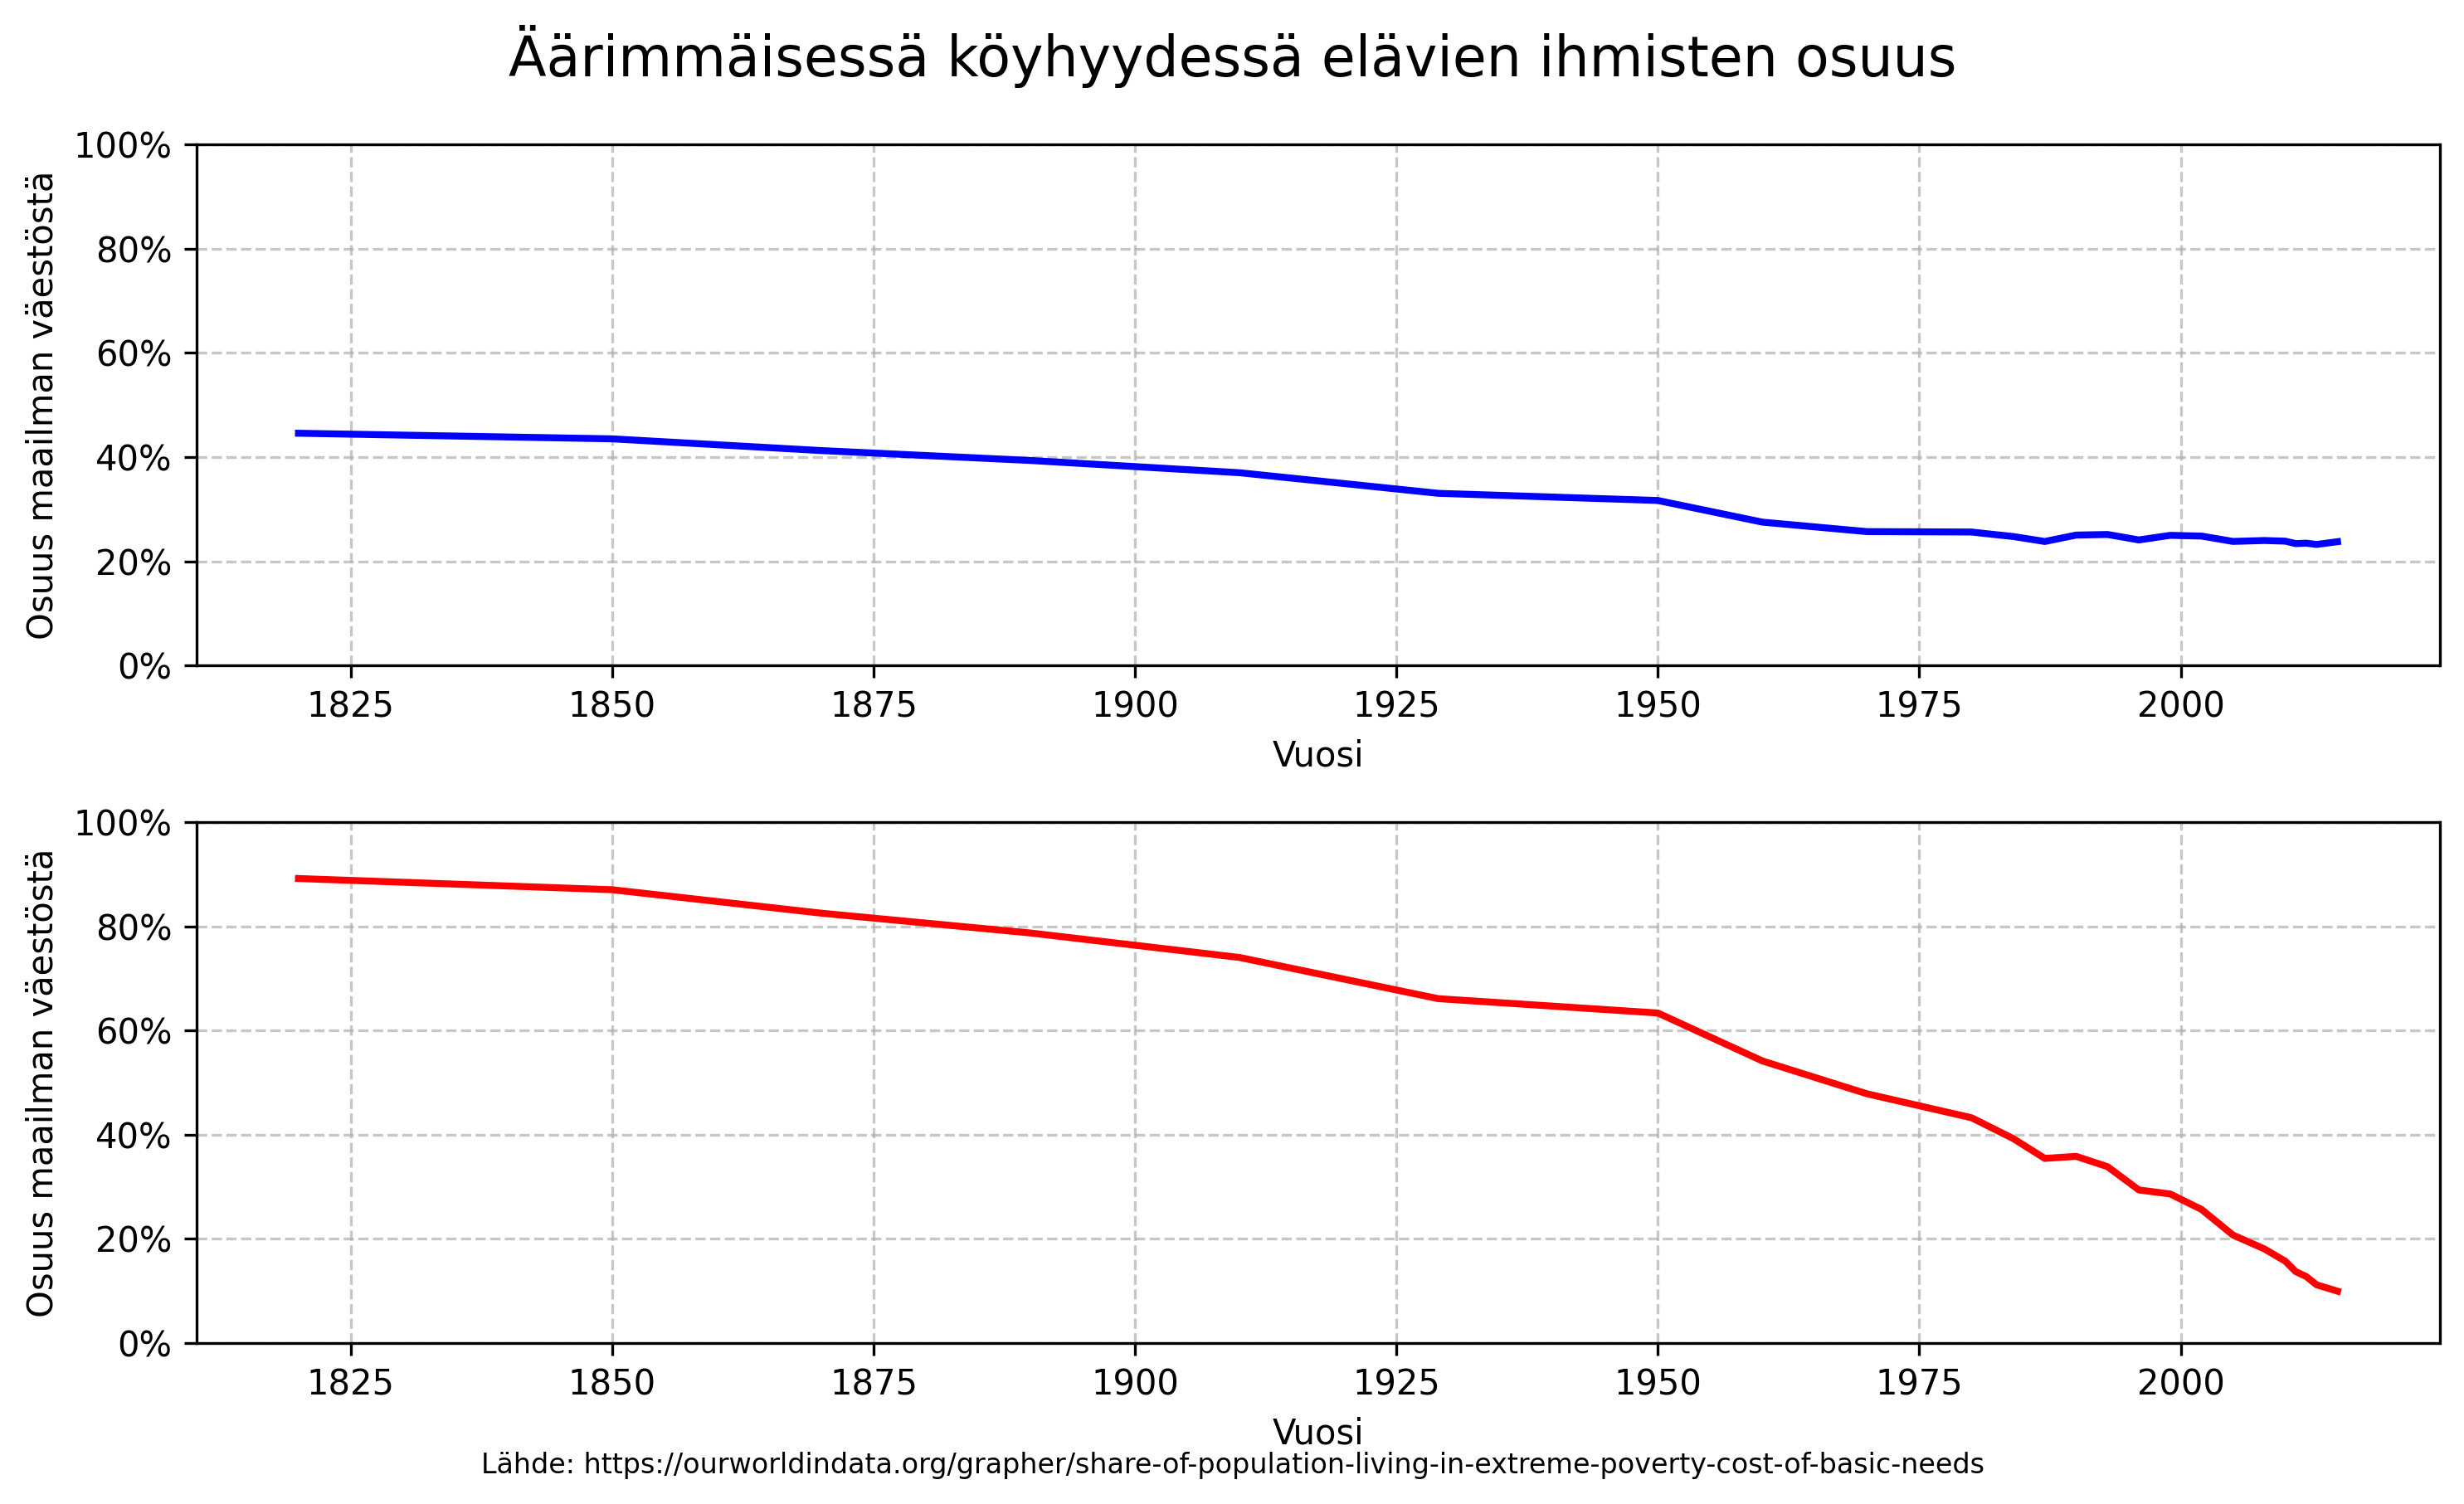 Äärimmäisessä köyhyydessä elävien ihmisten osuus
Osuus maailman väestöstä
100%
80%
60%
40%
20%
0%
1825 1850 1875 1900 1925 1950 1975 2000
Vuosi
Osuus maailman väestöstä
100%
80%
60%
40%
20%
0%
1825 1850 1875 1900 1925 1950 1975 2000
Vuosi
Lähde: https://ourworldindata.org/grapher/share-of-population-living-in-extreme-poverty-cost-of-basic-needs